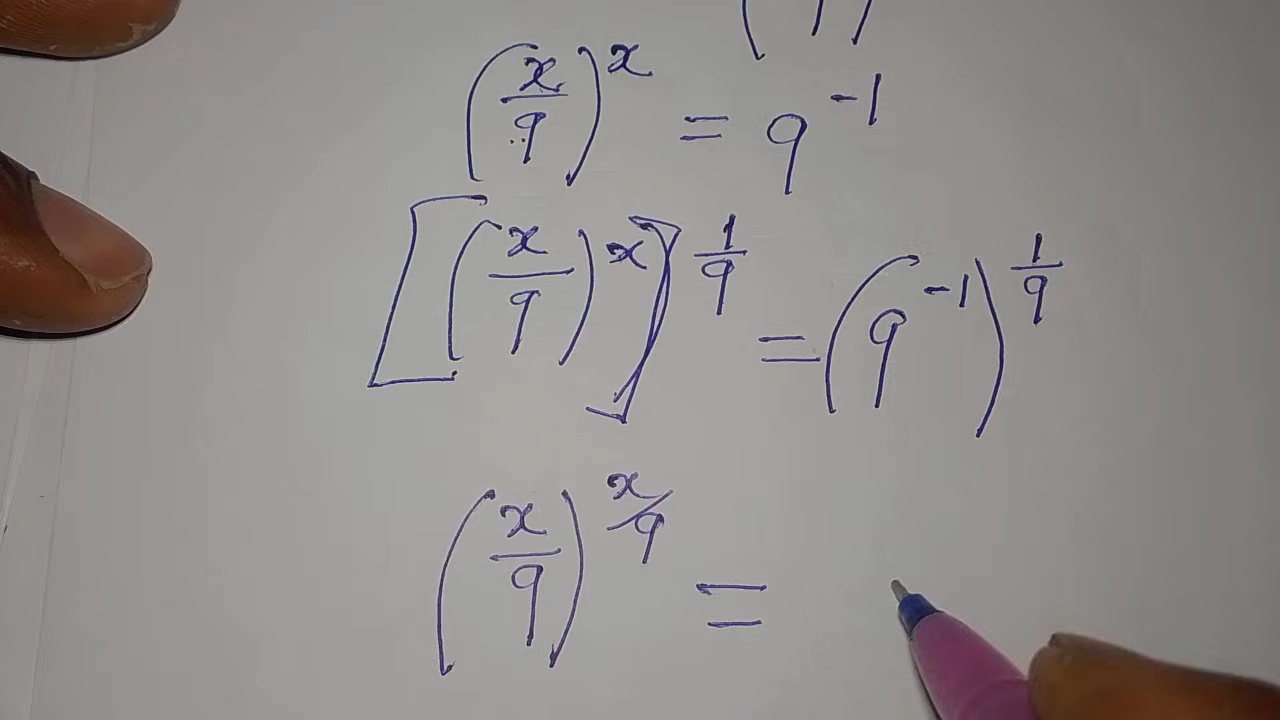 (x/9)^x = 9^-1
[(x/9)^x]^1/9 = (9^-1)^1/9
(x/9)^x/9 =